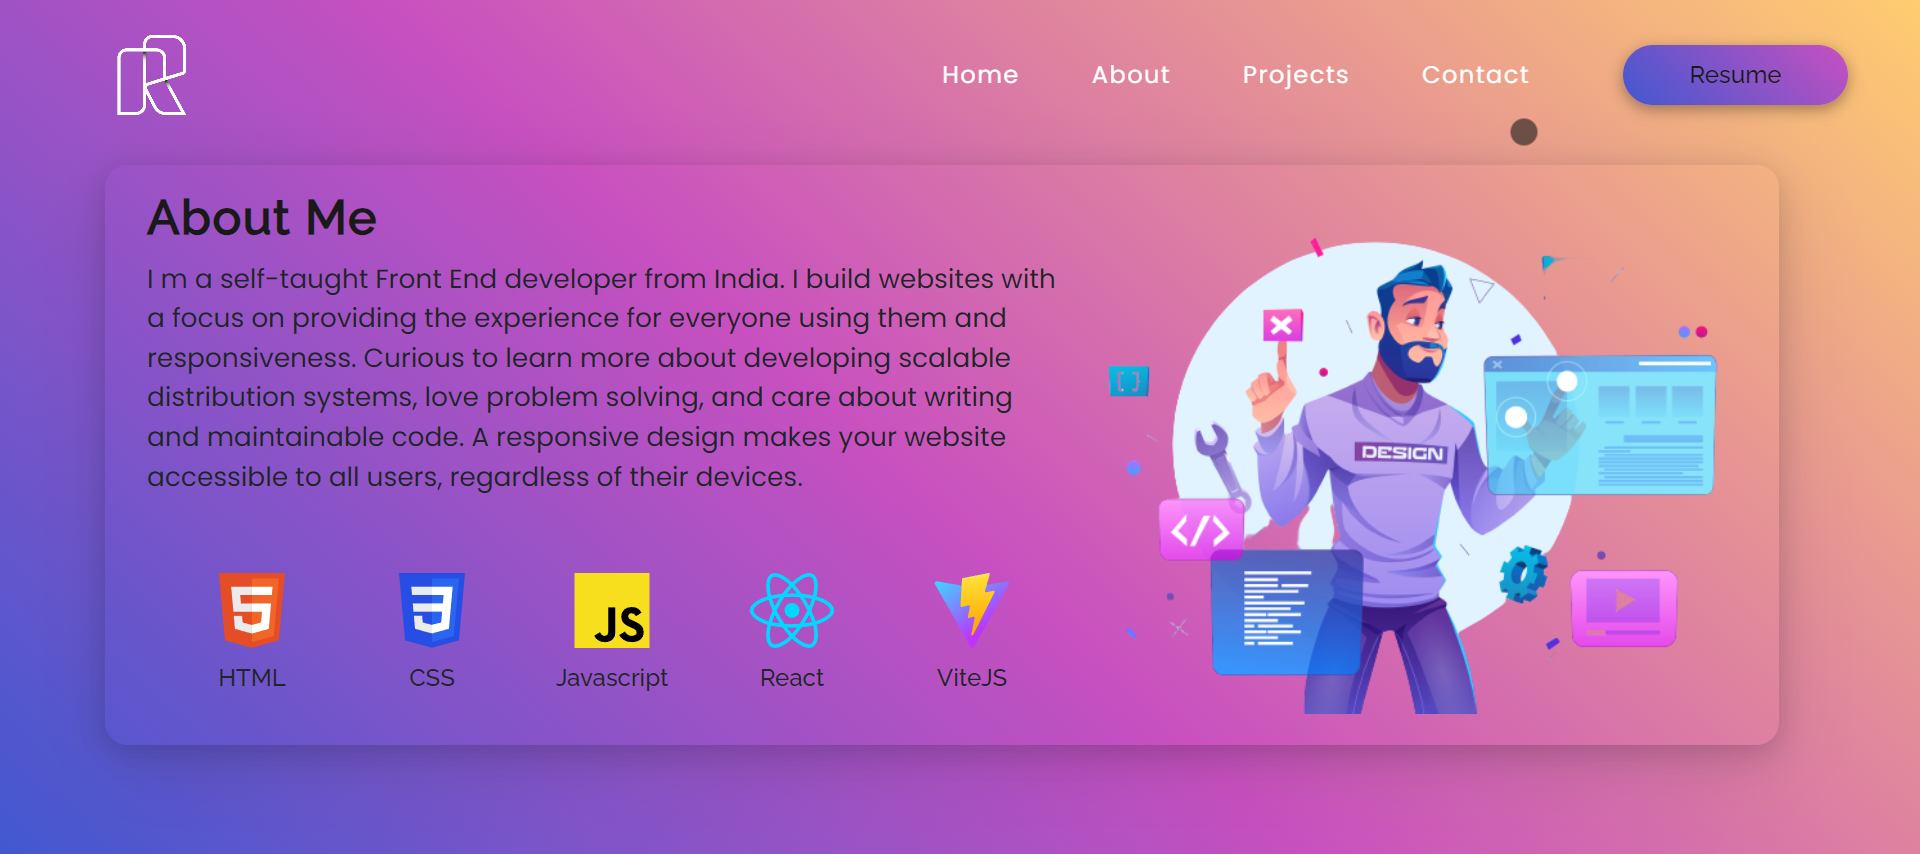 R
Home About Projects Contact Resume
About Me
I m a self-taught Front End developer from India. I build websites with
a focus on providing the experience for everyone using them and
responsiveness. Curious to learn more about developing scalable
distribution systems, love problem solving, and care about writing
and maintainable code. A responsive design makes your website
accessible to all users, regardless of their devices.
[ ]
DESIGN
</>
5
3
JS
HTML CSS Javascript React ViteJS